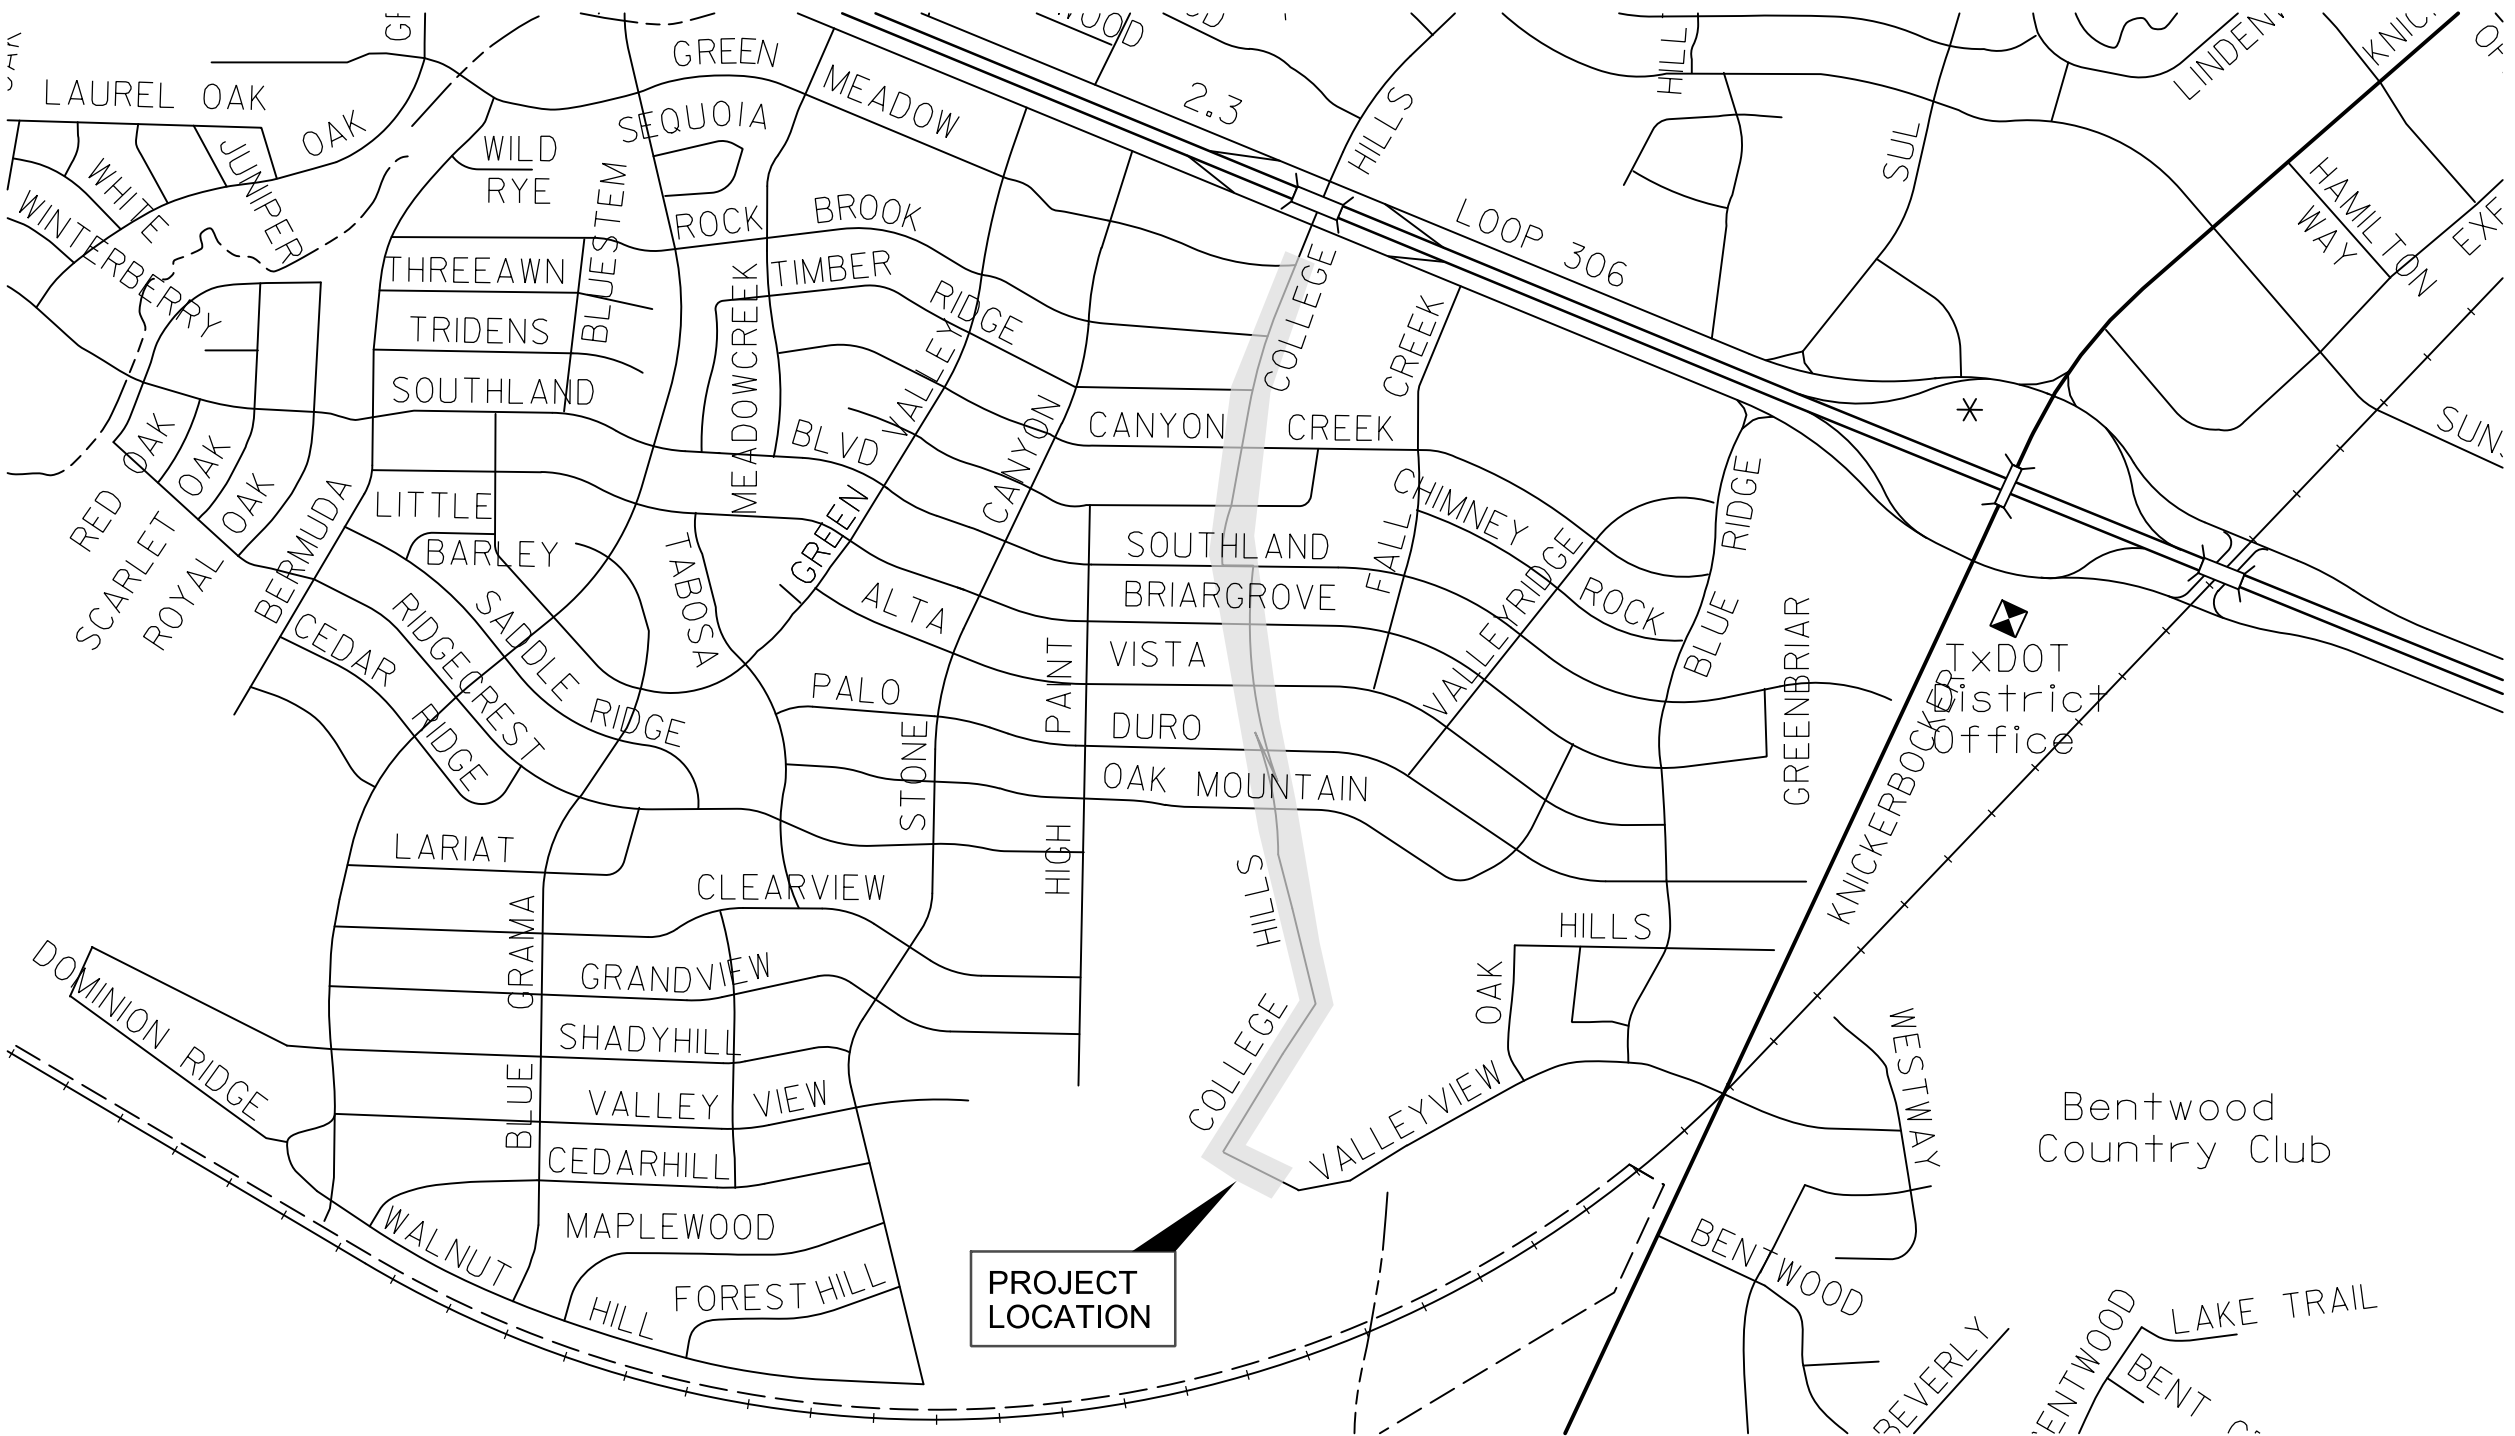 GREEN
MEADOW
LAUREL OAK
OAK
2.3
HILLS
HILL
LINDEN
SUL
SEQUOIA
WILD
RYE
WHITE
JUNIPER
WINTERBERRY
BLUESTEM
ROCK BROOK
LOOP 306
HAMILTON
WAY
THREEAWN
TIMBER
RIDGE
MEADOWCREEK
COLLEGE
TRIDENS
VALLEY
CREEK
SOUTHLAND
BLVD
CANYON
CANYON CREEK
RED OAK
SCARLET OAK
ROYAL OAK
BERMUDA
LITTLE
BARLEY
TABOSA
GREEN
SOUTHLAND
FALL
CHIMNEY
ROCK
BLUE RIDGE
BRIARGROVE
ALTA
VISTA
VALLEYRIDGE
GREENBRIAR
CEDAR
RIDGE
RIDGECREST
SADDLE RIDGE
PALO
DURO
PAINT
HIGH
STONE
OAK MOUNTAIN
TxDOT
District
Office
KNICKERBOCKER
LARIAT
CLEARVIEW
HILLS
HILLS
OAK
BLUE GRAMA
GRANDVIEW
DOMINION RIDGE
SHADYHILL
COLLEGE
WESTWAY
VALLEY VIEW
VALLEYVIEW
Bentwood
Country Club
CEDARHILL
MAPLEWOOD
WALNUT
HILL
FOREST HILL
PROJECT
LOCATION
BENTWOOD
LAKE TRAIL
BEVERLY
BENT